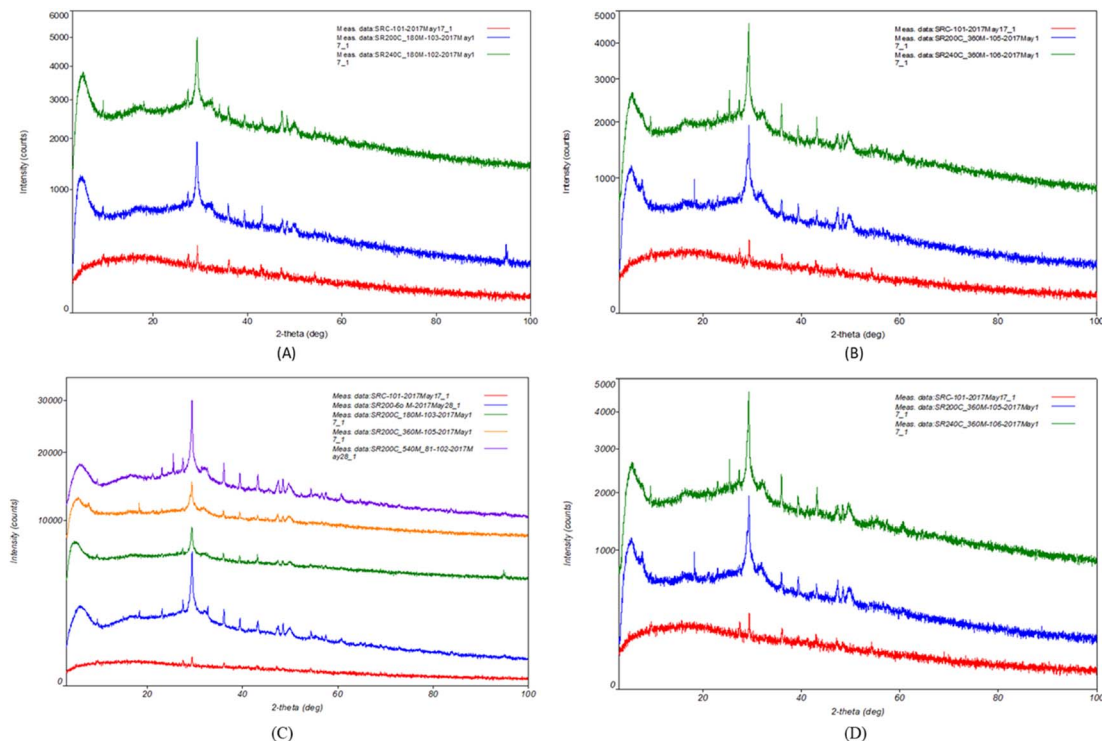 6000
5000
4000
3000
2000
1000
0
Intensity (counts)
Meas. data:SRC-101-2017May17_1
Meas. data:SR200C_180M-103-2017May1
7_1
Meas. data:SR240C_180M-102-2017May1
7_1
20
40
60
80
100
2-theta (deg)
(A)
5000
4000
3000
2000
1000
0
Intensity (counts)
Meas. data:SRC-101-2017May17_1
Meas. data:SR200C_360M-105-2017May1
7_1
Meas. data:SR240C_360M-106-2017May1
7_1
20
40
60
80
100
2-theta (deg)
(B)
30000
20000
10000
0
Intensity (counts)
Meas. data:SRC-101-2017May17_1
Meas. data:SR200-60 M-2017May28_1
Meas. data:SR200C_180M-103-2017May1
7_1
Meas. data:SR200C_360M-105-2017May1
7_1
Meas. data:SR200C_540M_81-102-2017M
ay28_1
20
40
60
80
100
2-theta (deg)
(C)
5000
4000
3000
2000
1000
0
Intensity (counts)
Meas. data:SRC-101-2017May17_1
Meas. data:SR200C_360M-105-2017May1
7_1
Meas. data:SR240C_360M-106-2017May1
7_1
20
40
60
80
100
2-theta (deg)
(D)